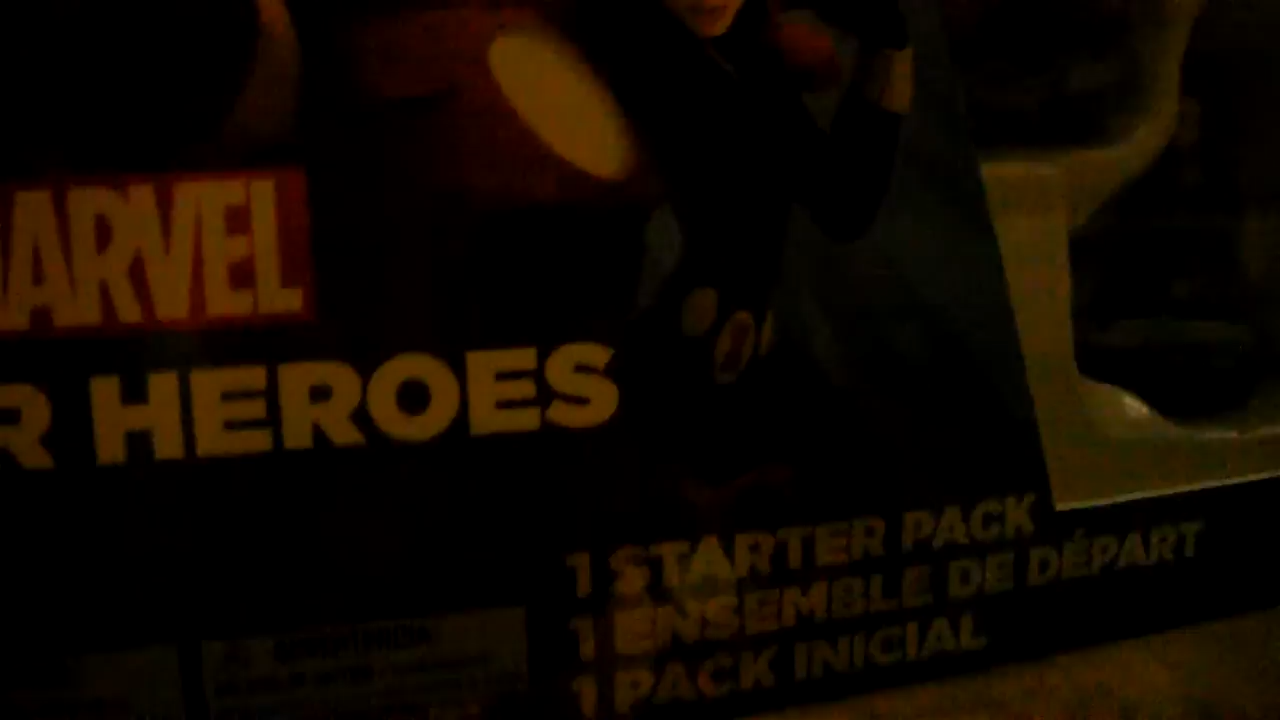 ARVEL
R HEROES
1 STARTER PACK
1 ENSEMBLE DE DÉPART
1 PACK INICIAL